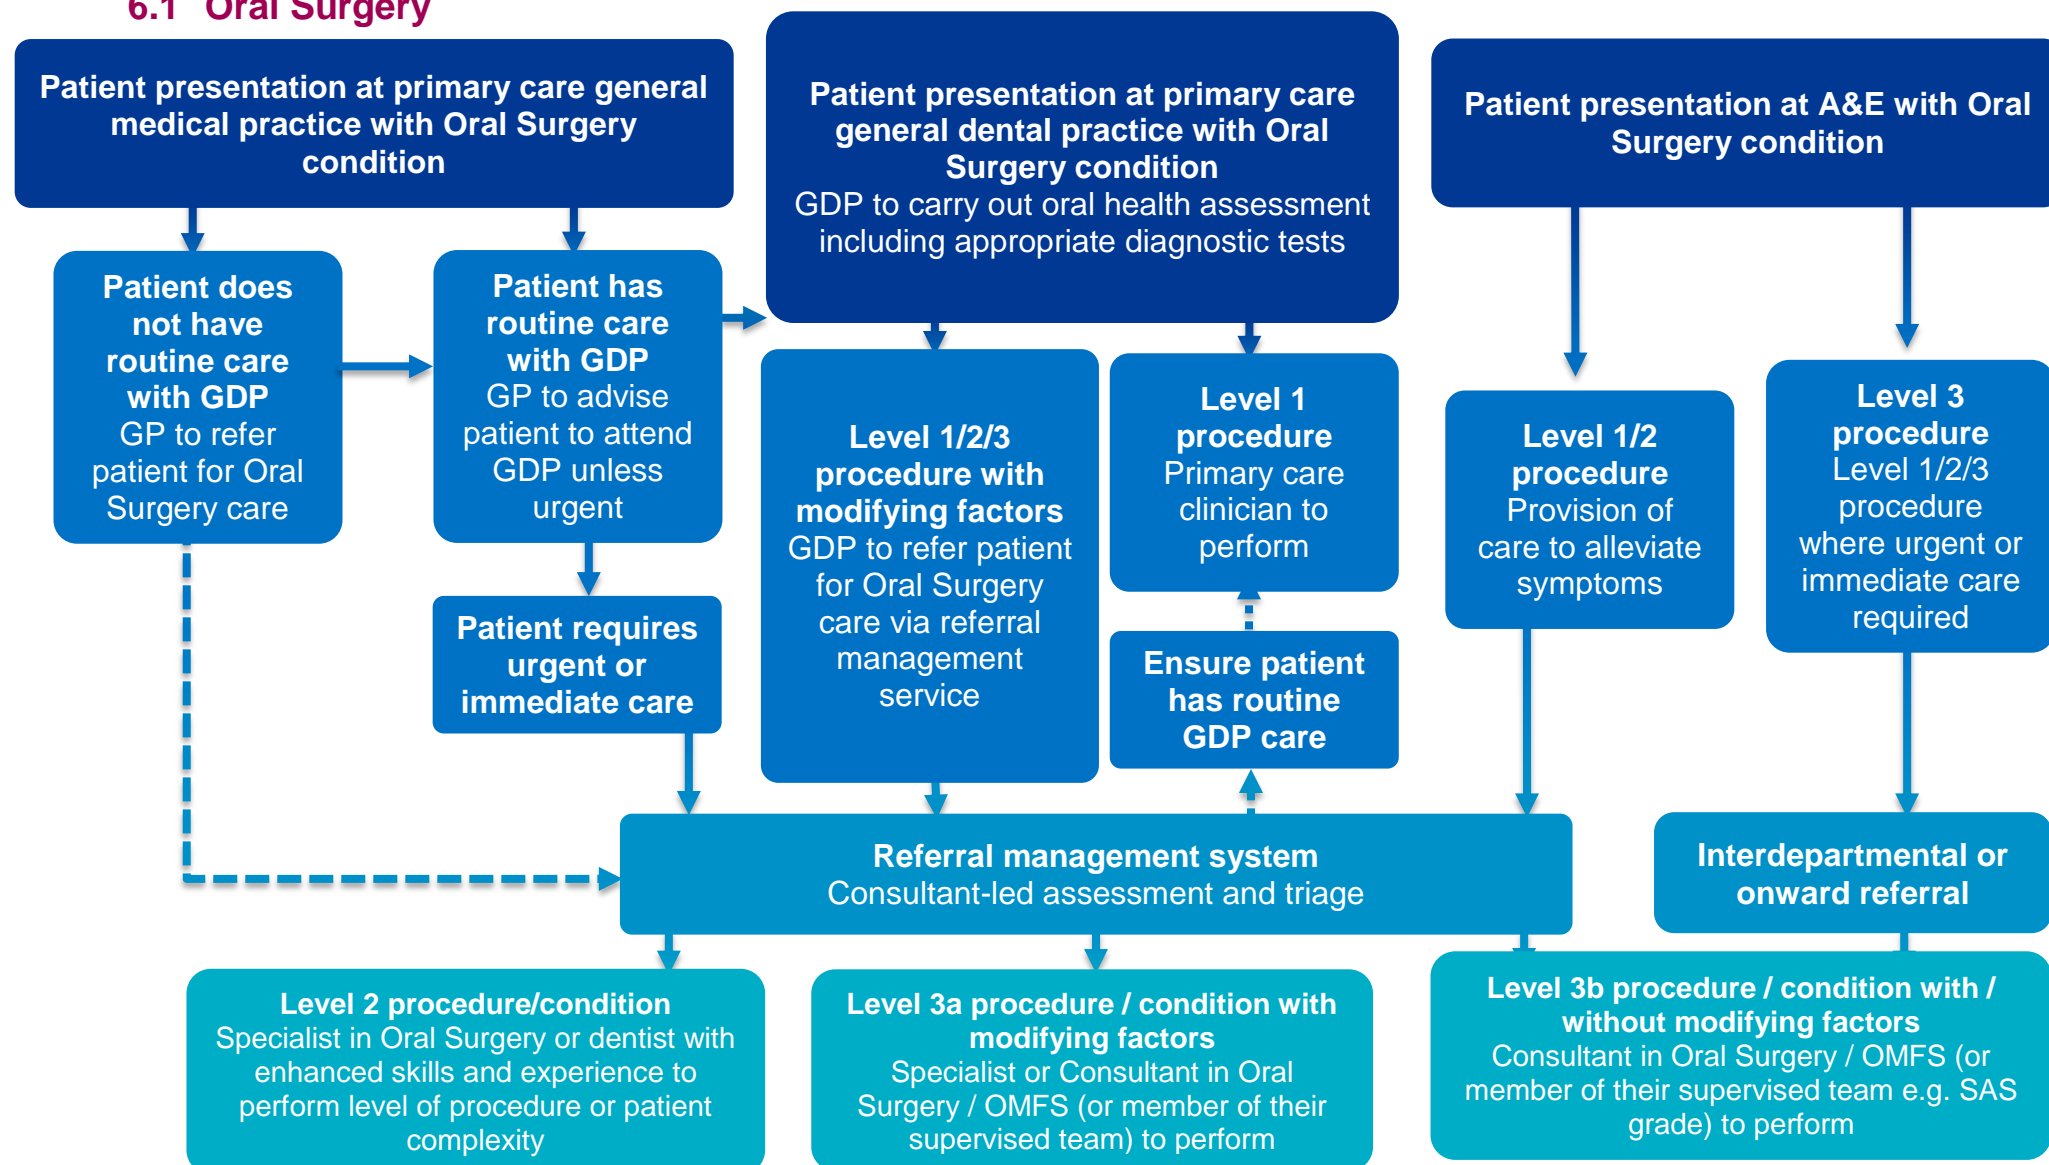 6.1 Oral Surgery
Patient presentation at primary care general
medical practice with Oral Surgery
condition
Patient presentation at primary care
general dental practice with Oral
Surgery condition
GDP to carry out oral health assessment
including appropriate diagnostic tests
Patient presentation at A&E with Oral
Surgery condition
Patient does
not have
routine care
with GDP
GP to refer
patient for Oral
Surgery care
Patient has
routine care
with GDP
GP to advise
patient to attend
GDP unless
urgent
Patient requires
urgent or
immediate care
Level 1/2/3
procedure with
modifying factors
GDP to refer patient
for Oral Surgery
care via referral
management
service
Level 1
procedure
Primary care
clinician to
perform
Ensure patient
has routine
GDP care
Level 1/2
procedure
Provision of
care to alleviate
symptoms
Level 3
procedure
Level 1/2/3
procedure
where urgent or
immediate care
required
Referral management system
Consultant-led assessment and triage
Interdepartmental or
onward referral
Level 2 procedure/condition
Specialist in Oral Surgery or dentist with
enhanced skills and experience to
perform level of procedure or patient
complexity
Level 3a procedure / condition with
modifying factors
Specialist or Consultant in Oral
Surgery / OMFS (or member of their
supervised team) to perform
Level 3b procedure / condition with /
without modifying factors
Consultant in Oral Surgery / OMFS (or
member of their supervised team e.g. SAS
grade) to perform